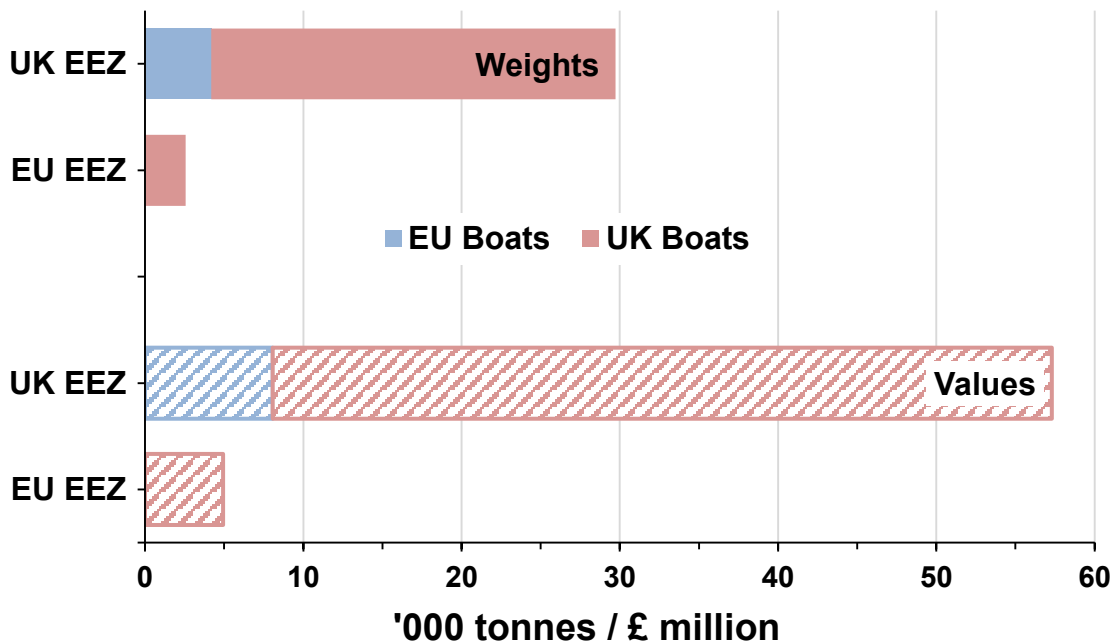 UK EEZ
Weights
EU EEZ
EU Boats
UK Boats
UK EEZ
Values
EU EEZ
0 10 20 30 40 50 60
'000 tonnes / £ million